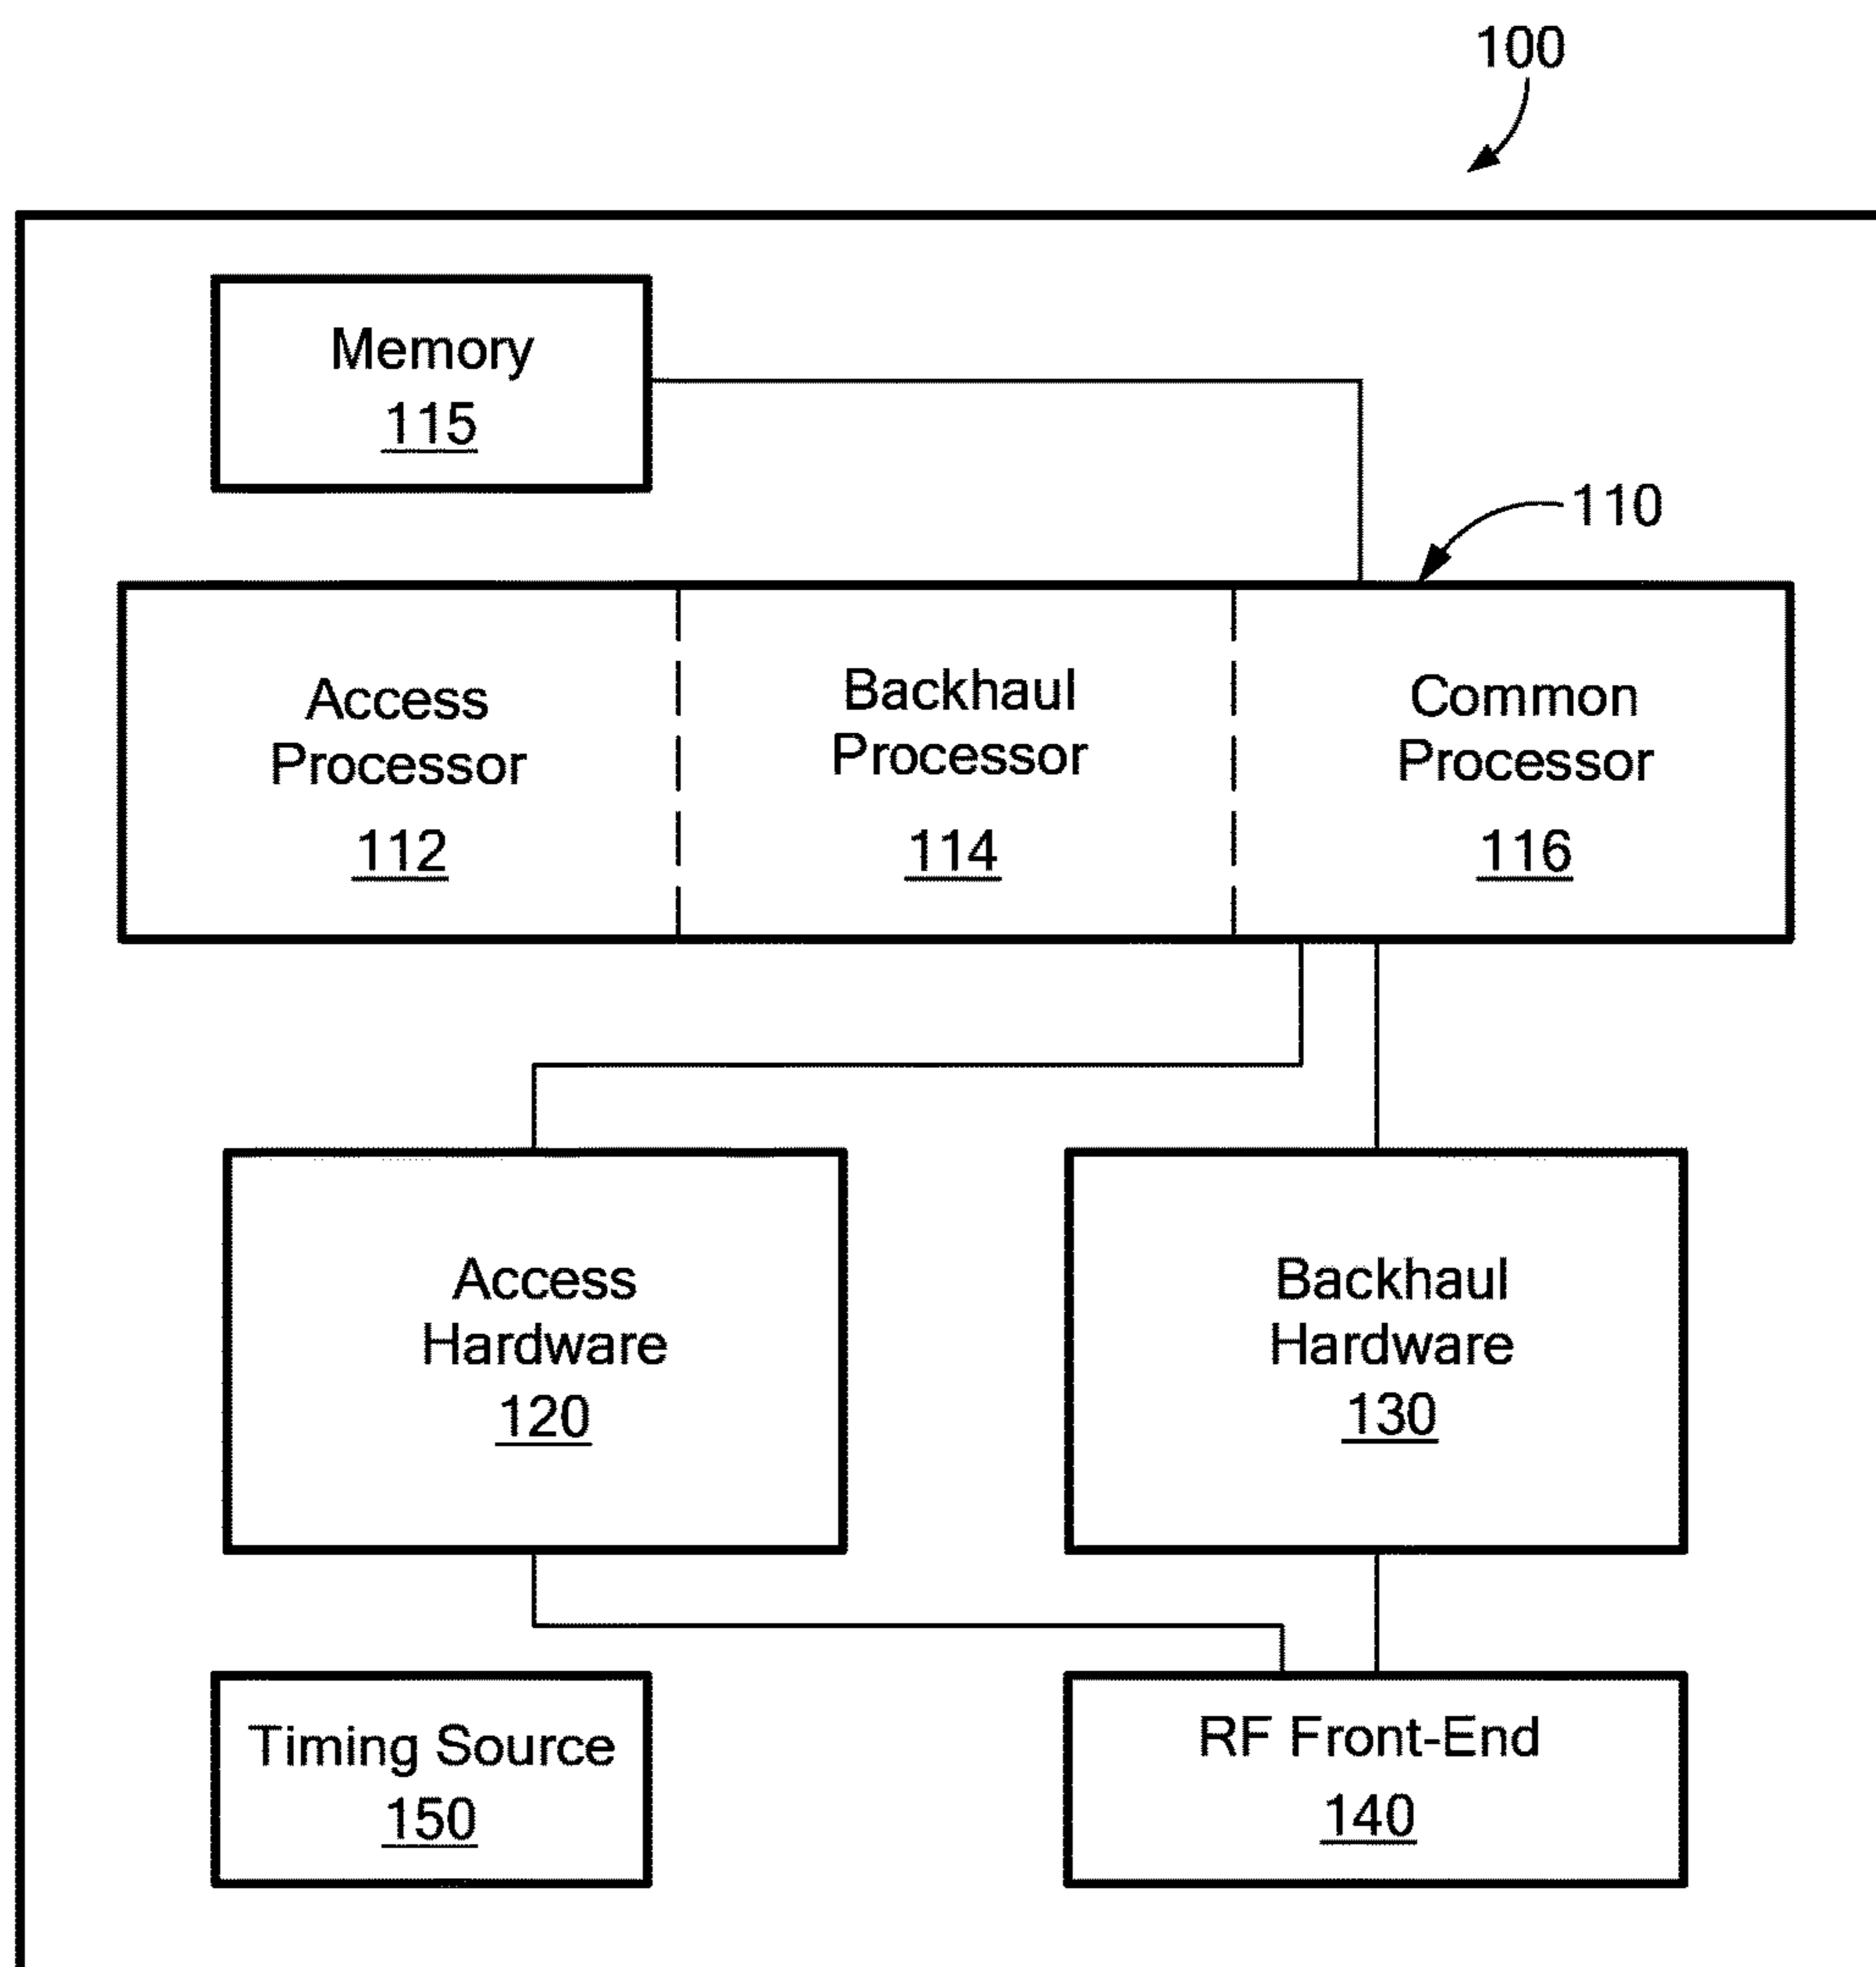 100
Memory
115
110
Access
Processor
112
Backhaul
Processor
114
Common
Processor
116
Access
Hardware
120
Backhaul
Hardware
130
Timing Source
150
RF Front-End
140